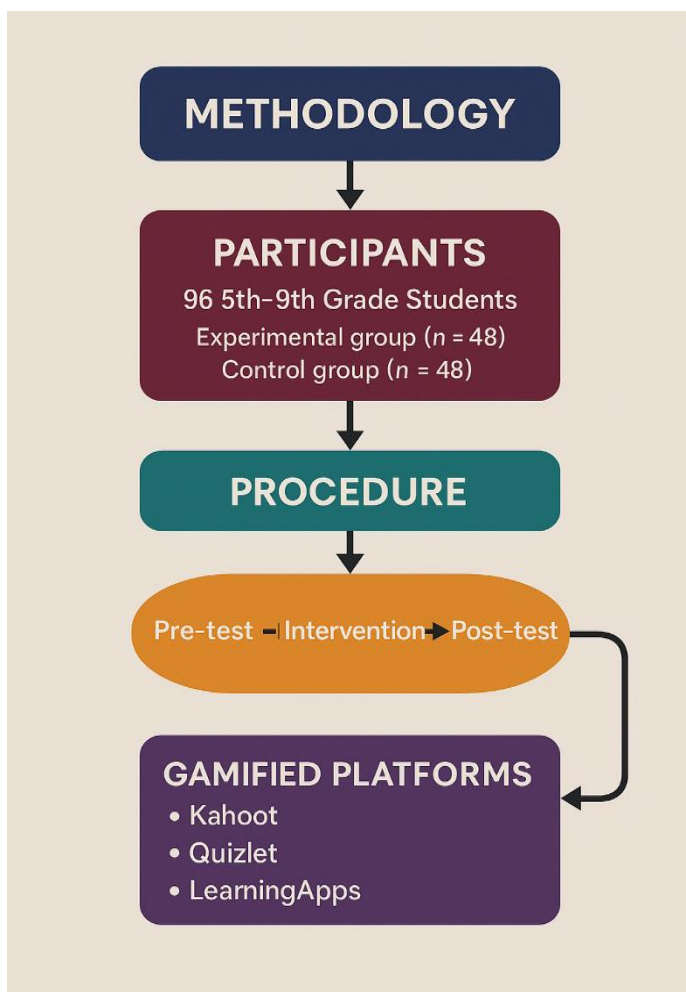 METHODOLOGY
PARTICIPANTS
96 5th–9th Grade Students
Experimental group (n = 48)
Control group (n = 48)
PROCEDURE
Pre-test Intervention Post-test
GAMIFIED PLATFORMS
• Kahoot
• Quizlet
• LearningApps